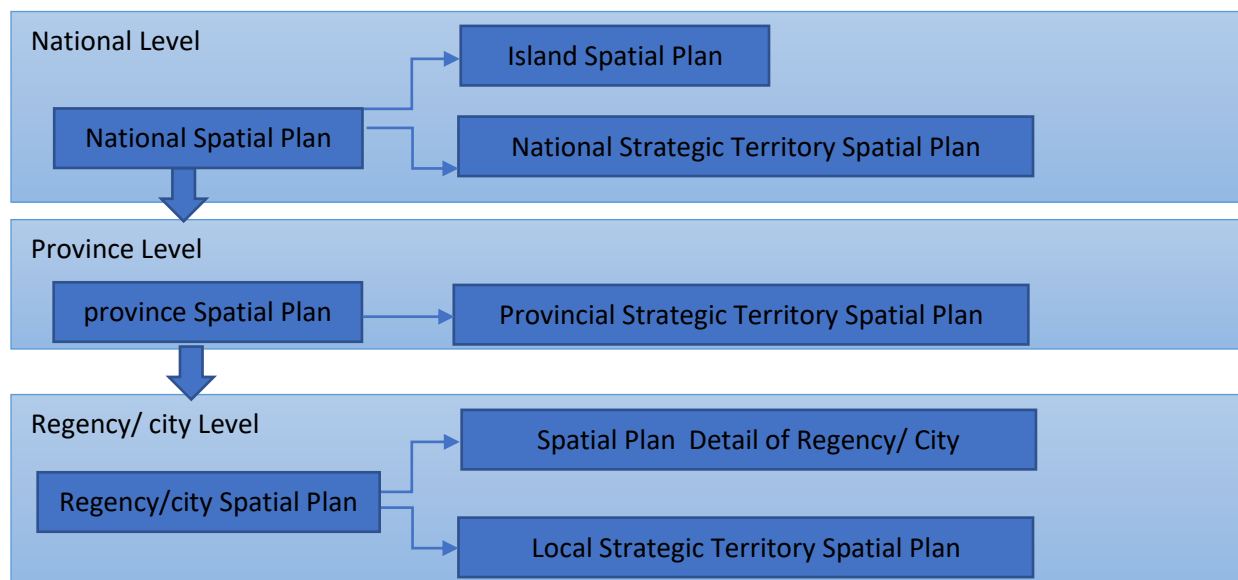 National Level
Island Spatial Plan
National Spatial Plan
National Strategic Territory Spatial Plan
Province Level
province Spatial Plan
Provincial Strategic Territory Spatial Plan
Regency/ city Level
Spatial Plan  Detail of Regency/ City
Regency/city Spatial Plan
Local Strategic Territory Spatial Plan